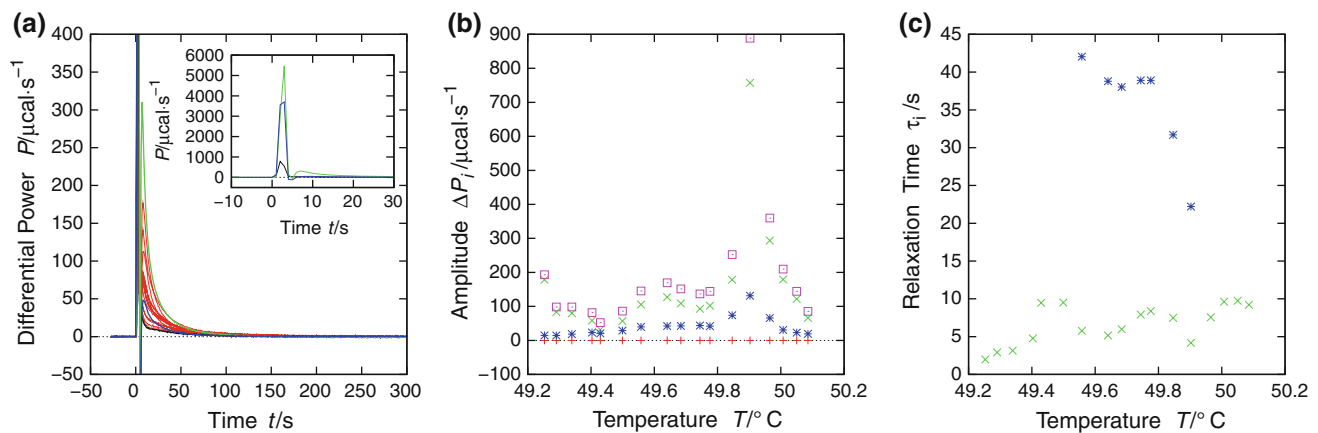 (a)
Differential Power P/μcal·s⁻¹
400
350
300
250
200
150
100
50
0
−50
−50 0 50 100 150 200 250 300
Time t/s
P/μcal·s⁻¹
6000
5000
4000
3000
2000
1000
0
−10 0 10 20 30
Time t/s
(b)
Amplitude ΔPᵢ/μcal·s⁻¹
900
800
700
600
500
400
300
200
100
0
−100
49.2 49.4 49.6 49.8 50 50.2
Temperature T/° C
(c)
Relaxation Time τᵢ/s
45
40
35
30
25
20
15
10
5
0
49.2 49.4 49.6 49.8 50 50.2
Temperature T/° C